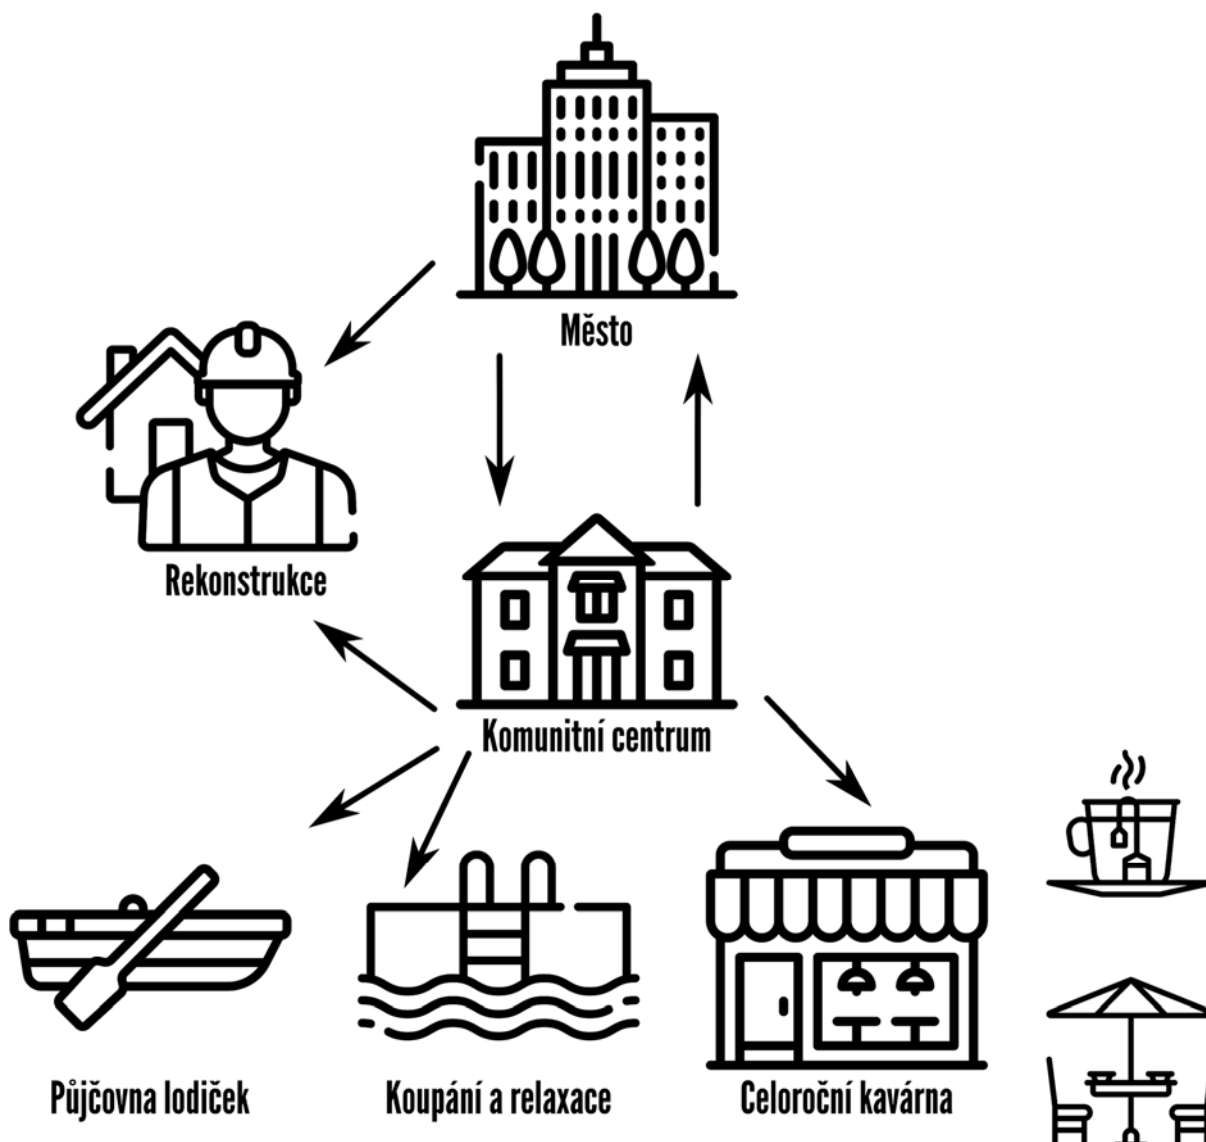 Město
Rekonstrukce
Komunitní centrum
Půjčovna lodiček
Koupání a relaxace
Celoroční kavárna